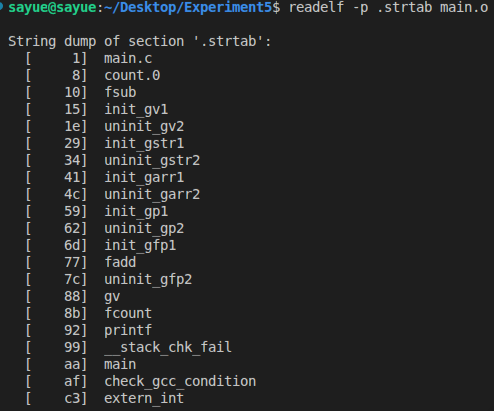 sayue@sayue:~/Desktop/Experiment5$ readelf -p .strtab main.o
String dump of section '.strtab':
[     1]  main.c
[     8]  count.0
[    10]  fsub
[    15]  init_gv1
[    1e]  uninit_gv2
[    29]  init_gstr1
[    34]  uninit_gstr2
[    41]  init_garr1
[    4c]  uninit_garr2
[    59]  init_gp1
[    62]  uninit_gp2
[    6d]  init_gfp1
[    77]  fadd
[    7c]  uninit_gfp2
[    88]  gv
[    8b]  fcount
[    92]  printf
[    99]  __stack_chk_fail
[    aa]  main
[    af]  check_gcc_condition
[    c3]  extern_int